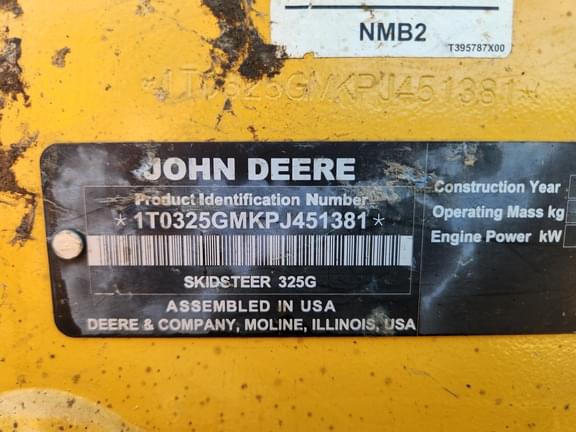 NMB2
T395787X00
*1T0325GMKPJ451381*
JOHN DEERE
Product Identification Number
*1T0325GMKPJ451381*
SKIDSTEER 325G
ASSEMBLED IN USA
DEERE & COMPANY, MOLINE, ILLINOIS, USA
Construction Year
Operating Mass kg
Engine Power kW